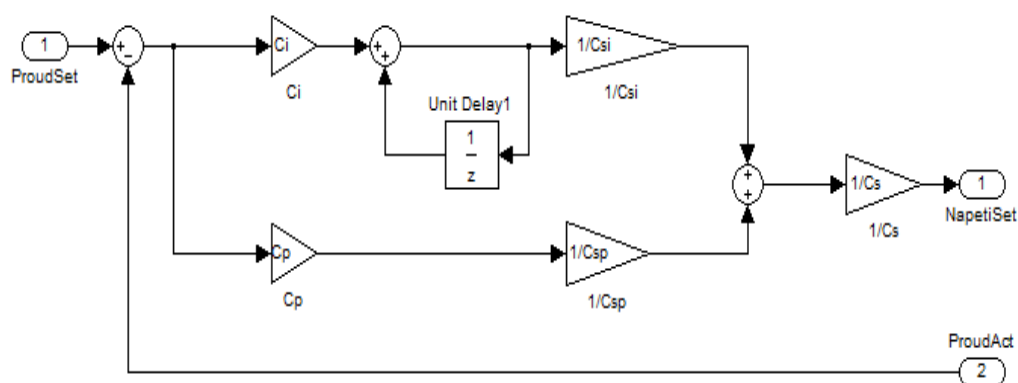 1
ProudSet
+
−
Ci
Ci
+
+
Unit Delay1
1
z
1/Csi
1/Csi
+
+
1/Cs
1/Cs
1
NapetiSet
Cp
Cp
1/Csp
1/Csp
ProudAct
2